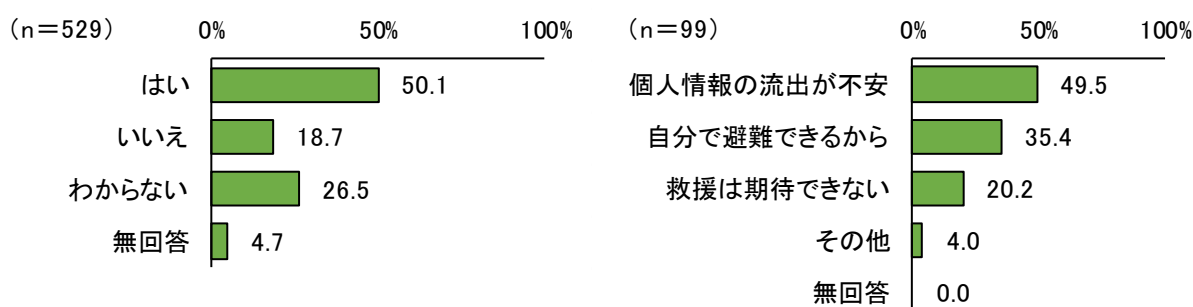 (n=529) 0% 50% 100%
はい 50.1
いいえ 18.7
わからない 26.5
無回答 4.7
(n=99) 0% 50% 100%
個人情報の流出が不安 49.5
自分で避難できるから 35.4
救援は期待できない 20.2
その他 4.0
無回答 0.0